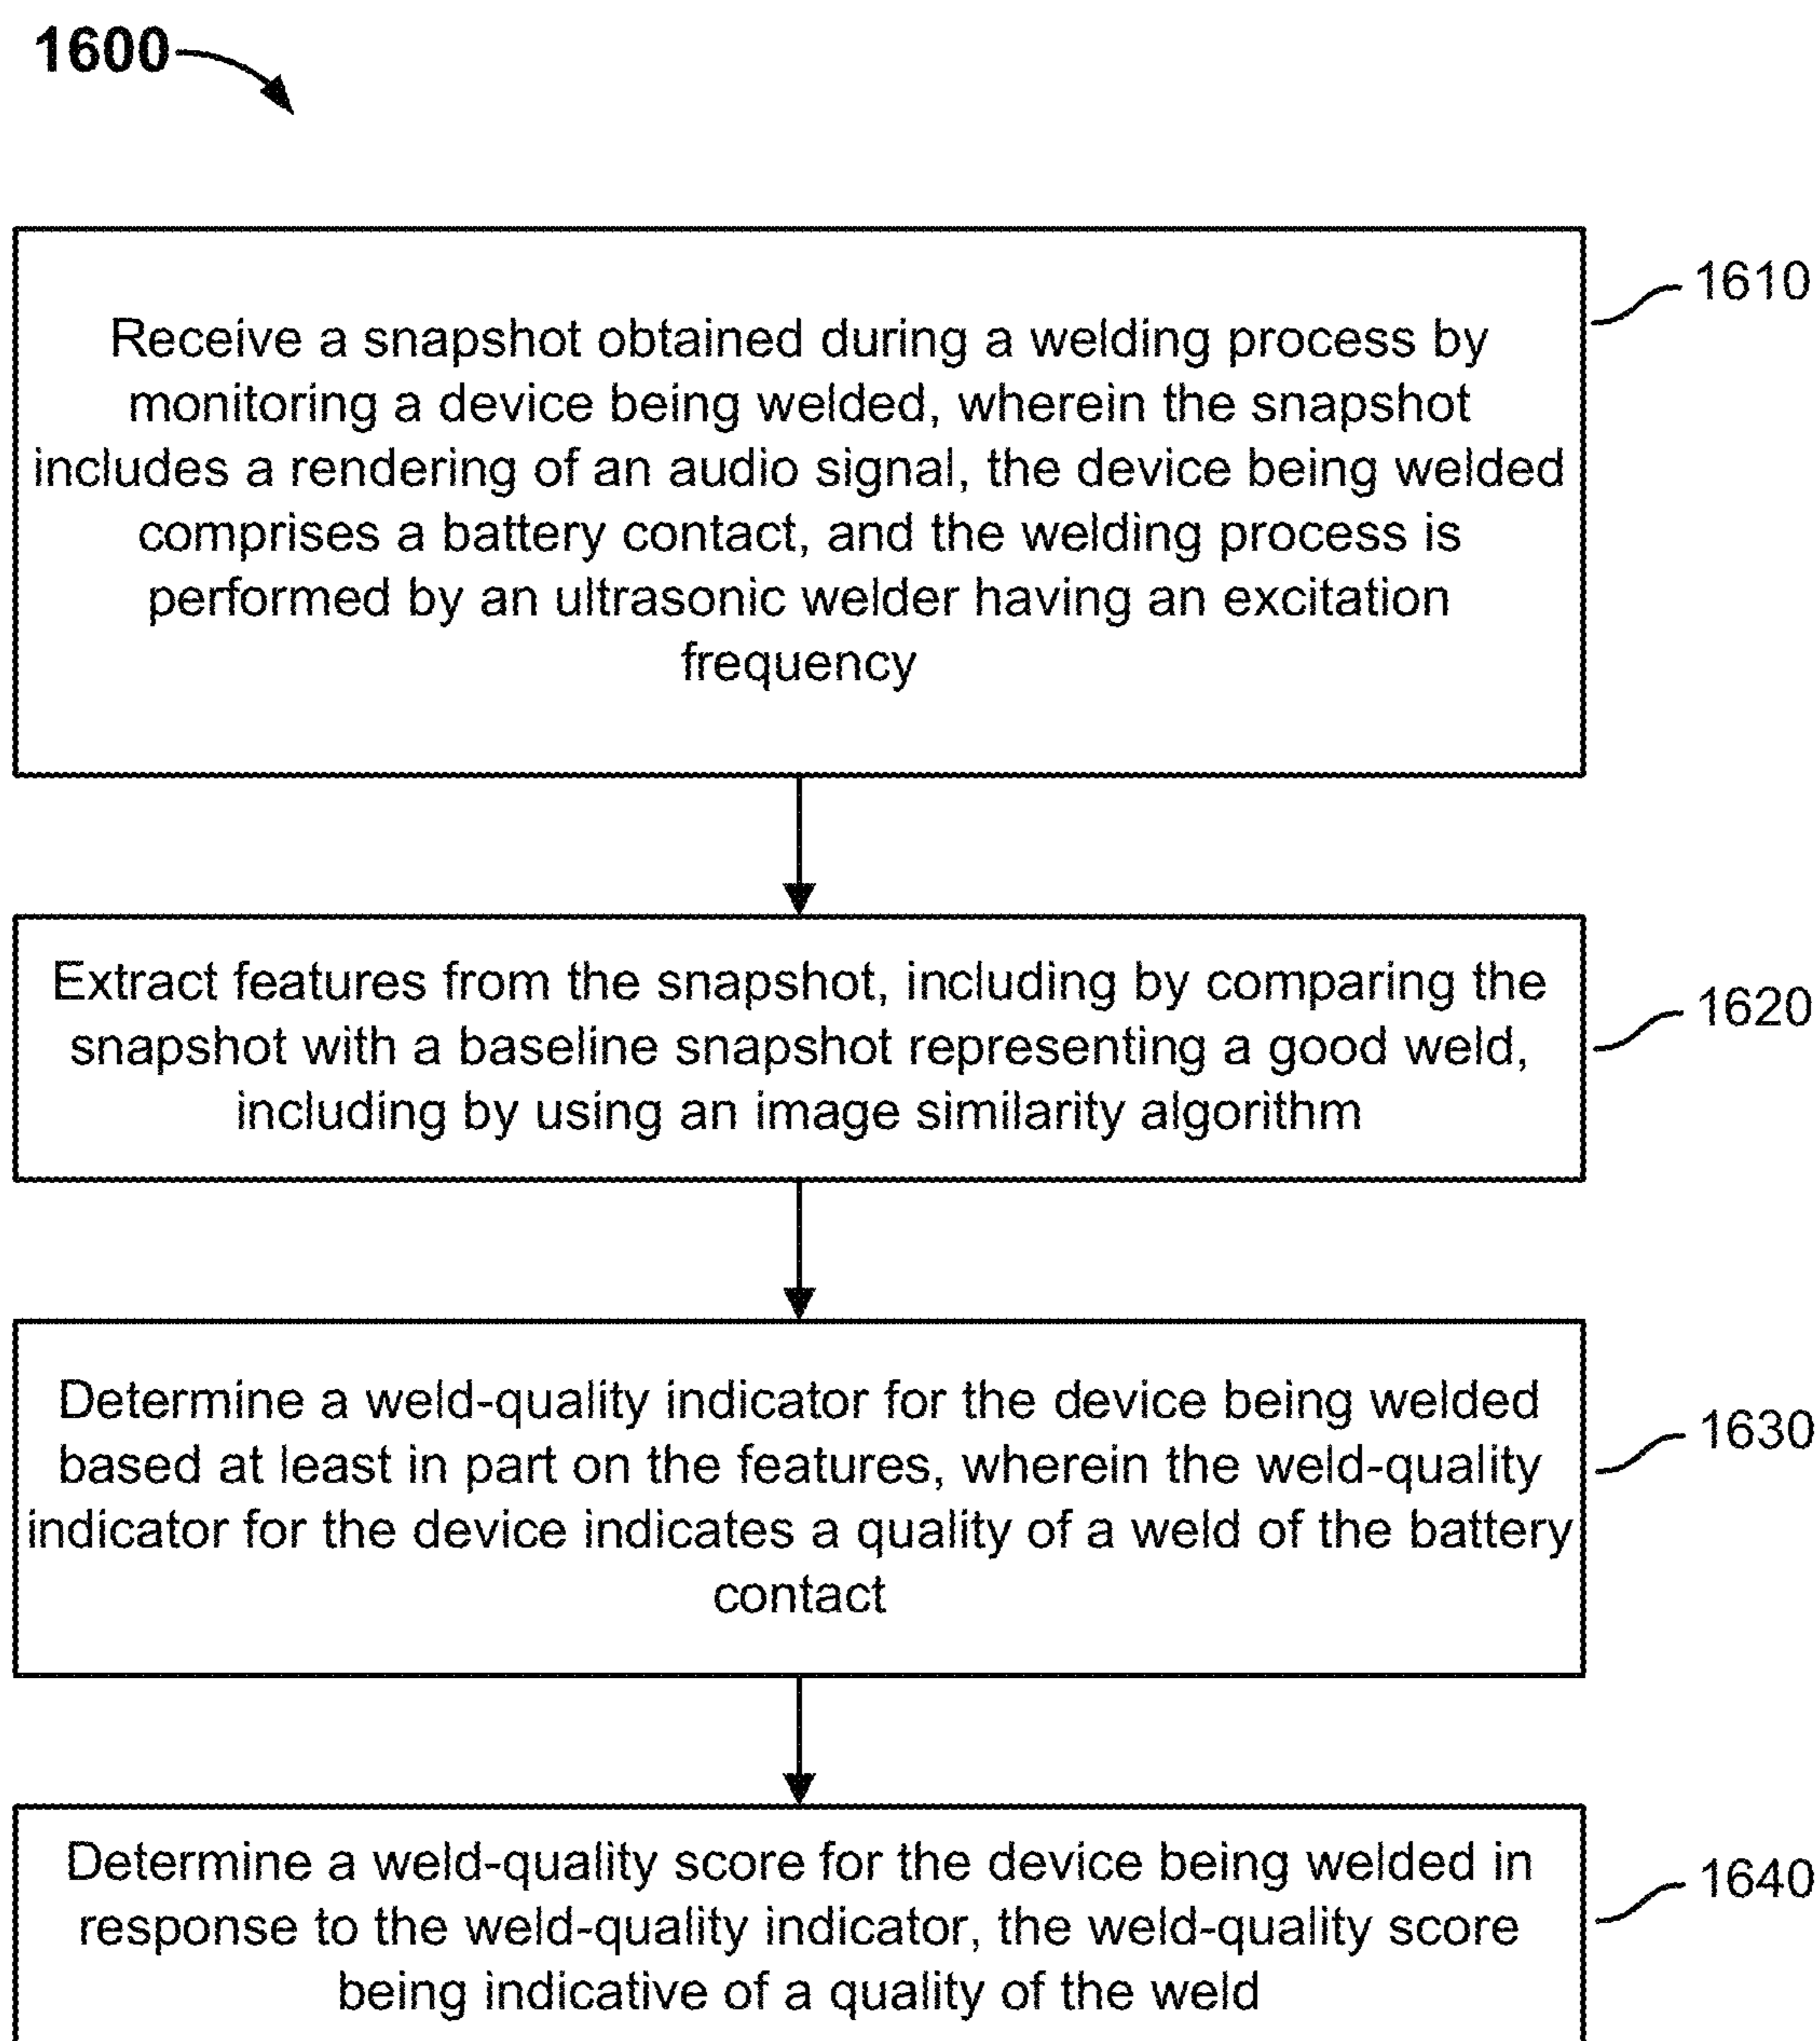 1600
Receive a snapshot obtained during a welding process by
monitoring a device being welded, wherein the snapshot
includes a rendering of an audio signal, the device being welded
comprises a battery contact, and the welding process is
performed by an ultrasonic welder having an excitation
frequency
1610
Extract features from the snapshot, including by comparing the
snapshot with a baseline snapshot representing a good weld,
including by using an image similarity algorithm
1620
Determine a weld-quality indicator for the device being welded
based at least in part on the features, wherein the weld-quality
indicator for the device indicates a quality of a weld of the battery
contact
1630
Determine a weld-quality score for the device being welded in
response to the weld-quality indicator, the weld-quality score
being indicative of a quality of the weld
1640